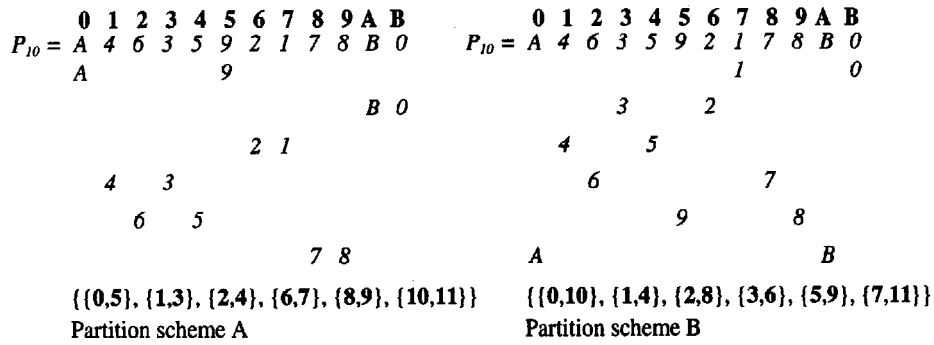 0 1 2 3 4 5 6 7 8 9 A B
P10 = A 4 6 3 5 9 2 1 7 8 B 0
A 9
B 0
2 1
4 3
6 5
7 8
{{0,5}, {1,3}, {2,4}, {6,7}, {8,9}, {10,11}}
Partition scheme A
0 1 2 3 4 5 6 7 8 9 A B
P10 = A 4 6 3 5 9 2 1 7 8 B 0
1 0
3 2
4 5
6 7
9 8
A B
{{0,10}, {1,4}, {2,8}, {3,6}, {5,9}, {7,11}}
Partition scheme B